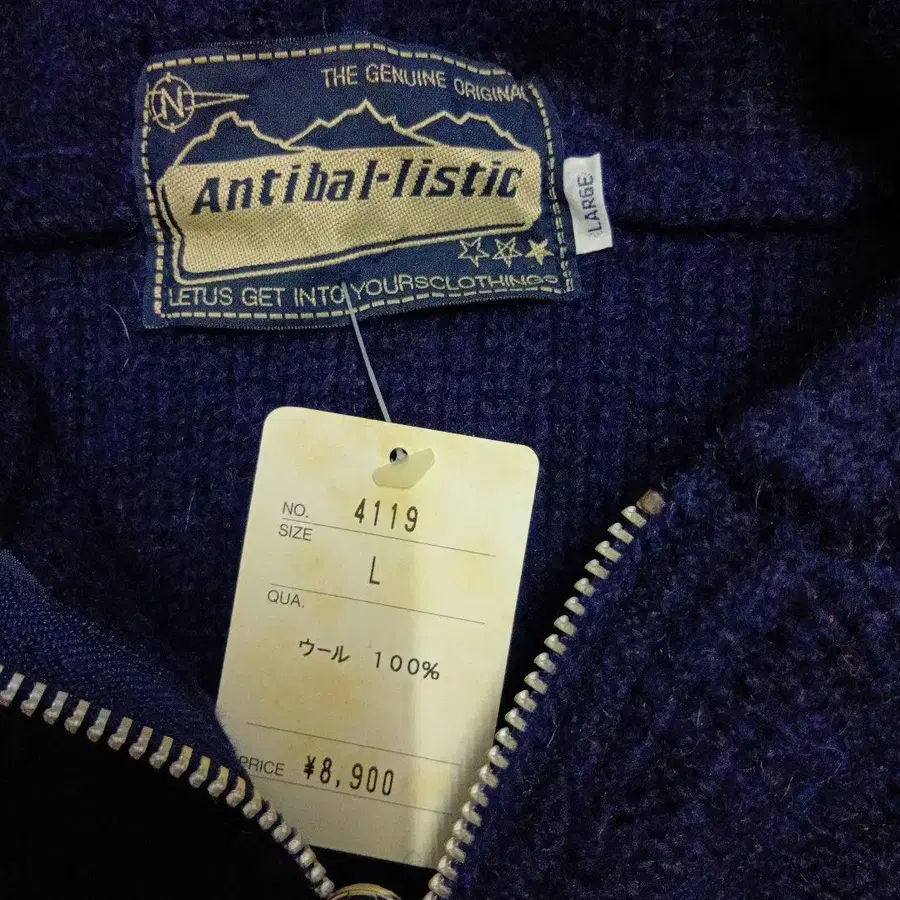 THE GENUINE ORIGINAL
N
Antibal-listic
LETUS GET INTO YOURSCLOTHINGS
LARGE
NO. 4119
SIZE
L
QUA.
ウール 100%
PRICE ¥8,900